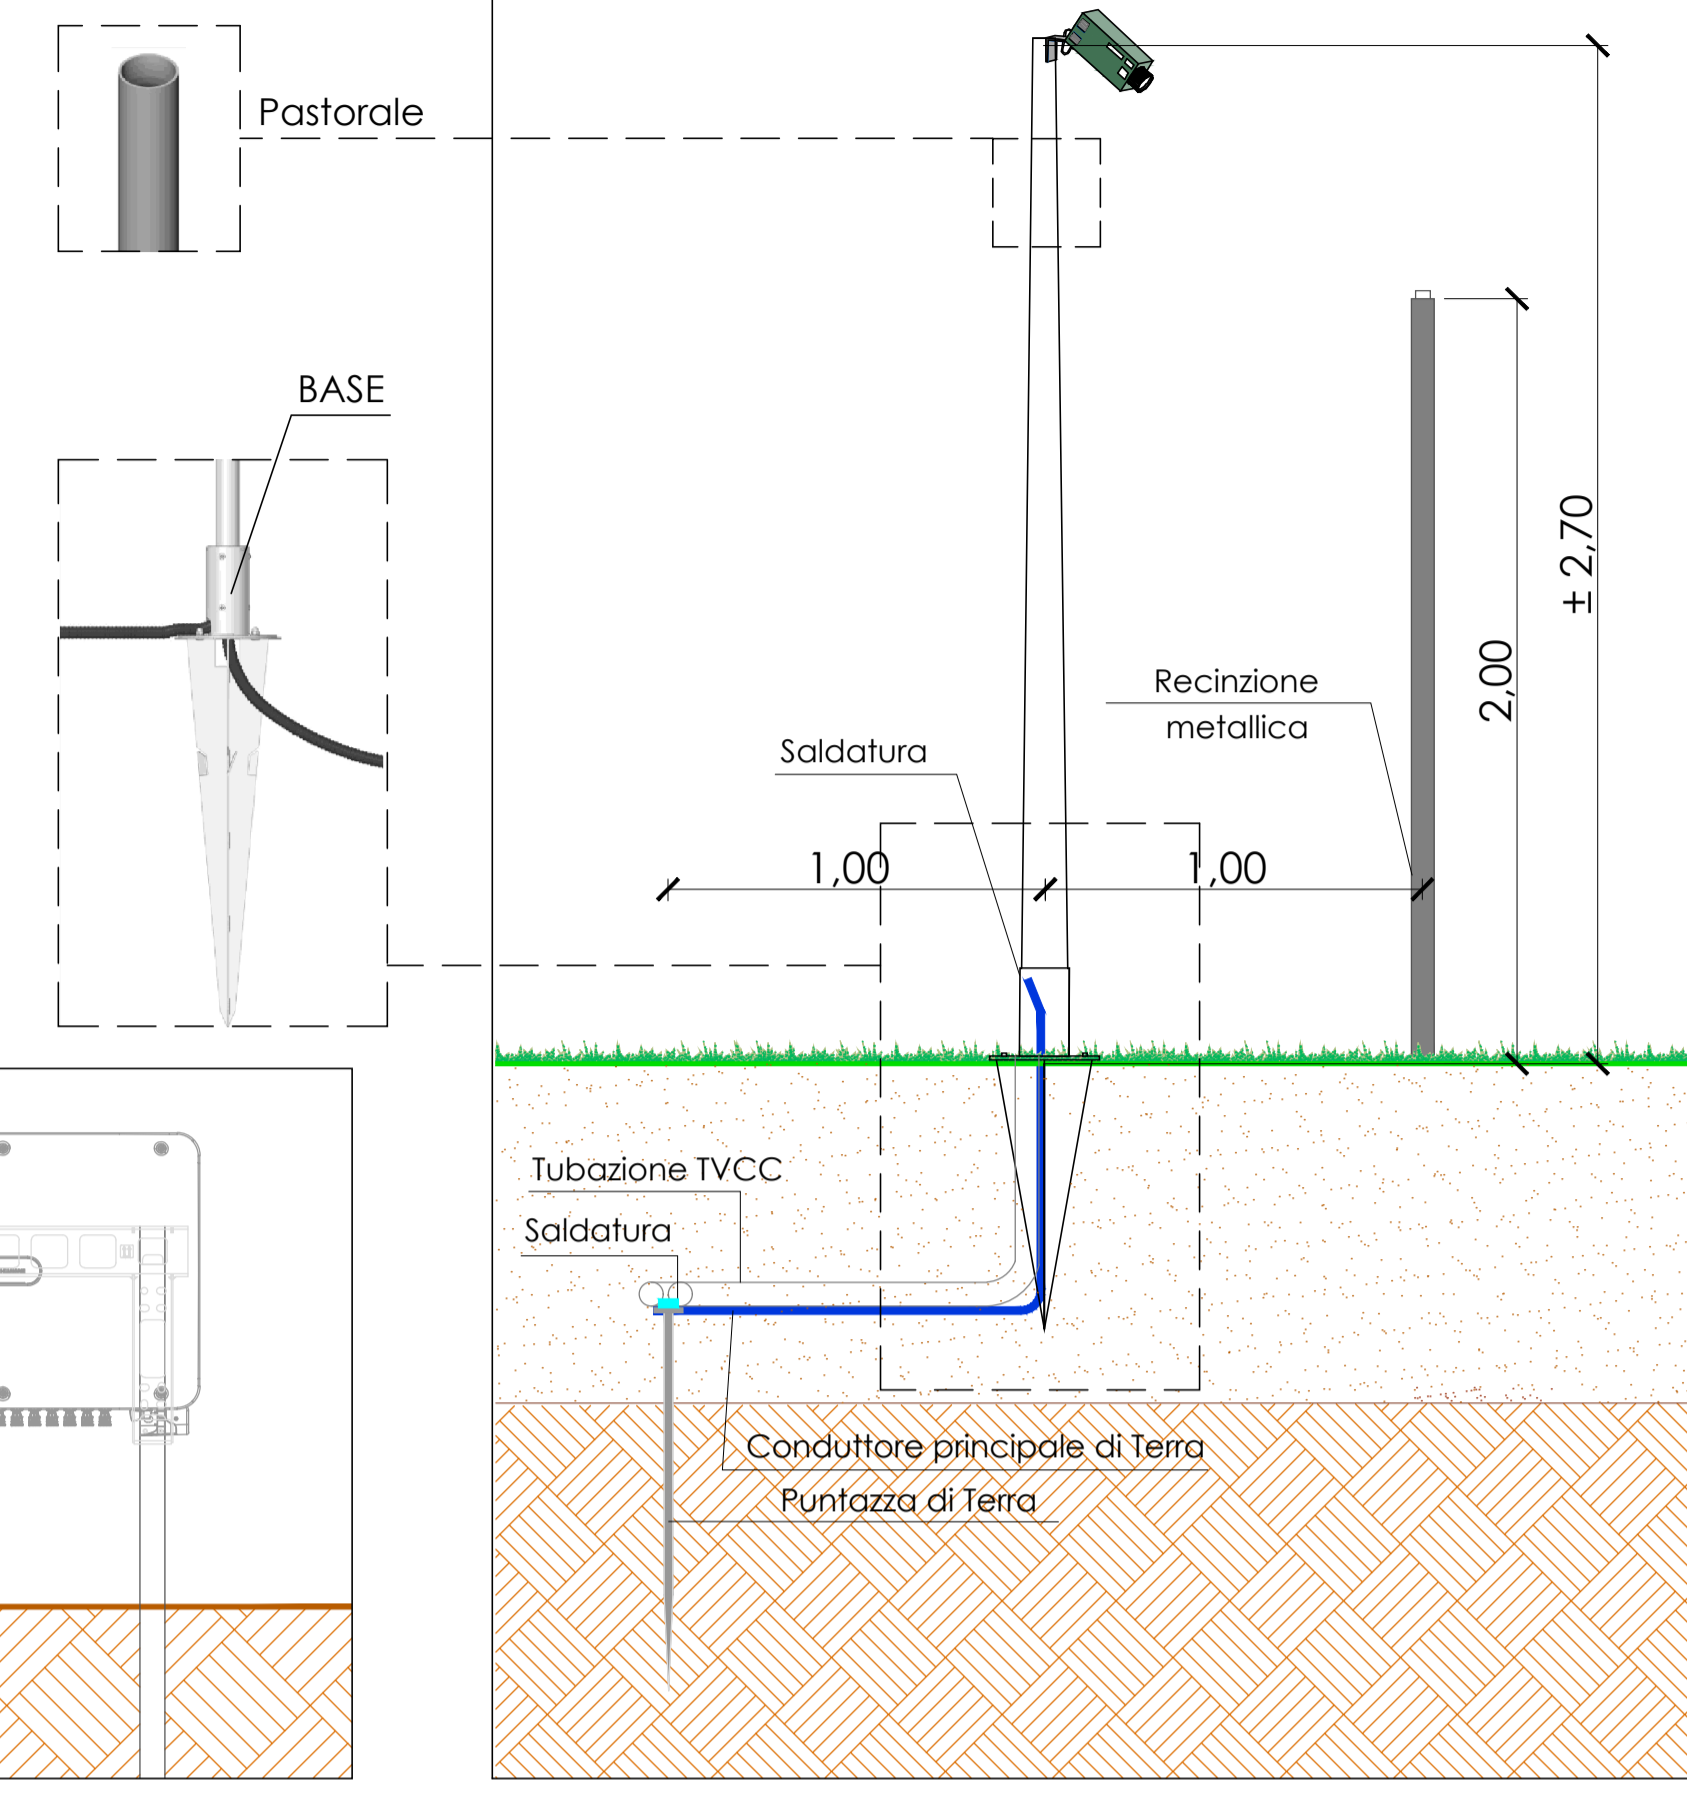 Pastorale
BASE
± 2,70
2,00
Recinzione
metallica
Saldatura
1,00
1,00
Tubazione TVCC
Saldatura
Conduttore principale di Terra
Puntazza di Terra